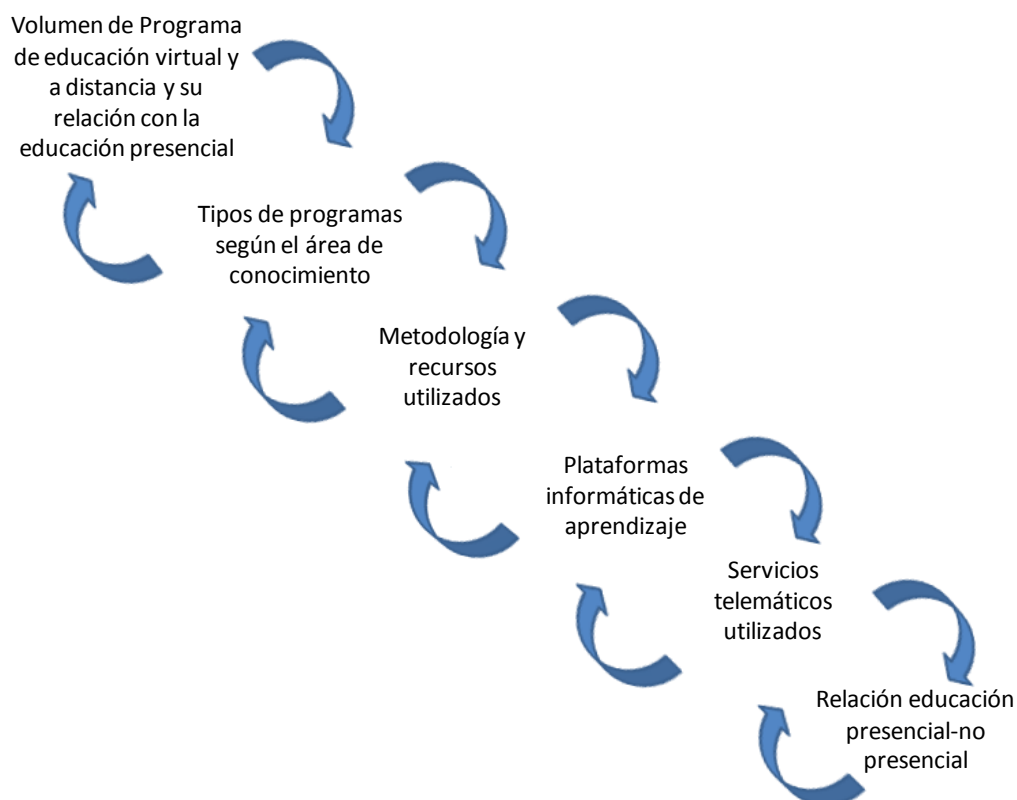 Volumen de Programa
de educación virtual y
a distancia y su
relación con la
educación presencial
Tipos de programas
según el área de
conocimiento
Metodología y
recursos
utilizados
Plataformas
informáticas de
aprendizaje
Servicios
telemáticos
utilizados
Relación educación
presencial-no
presencial